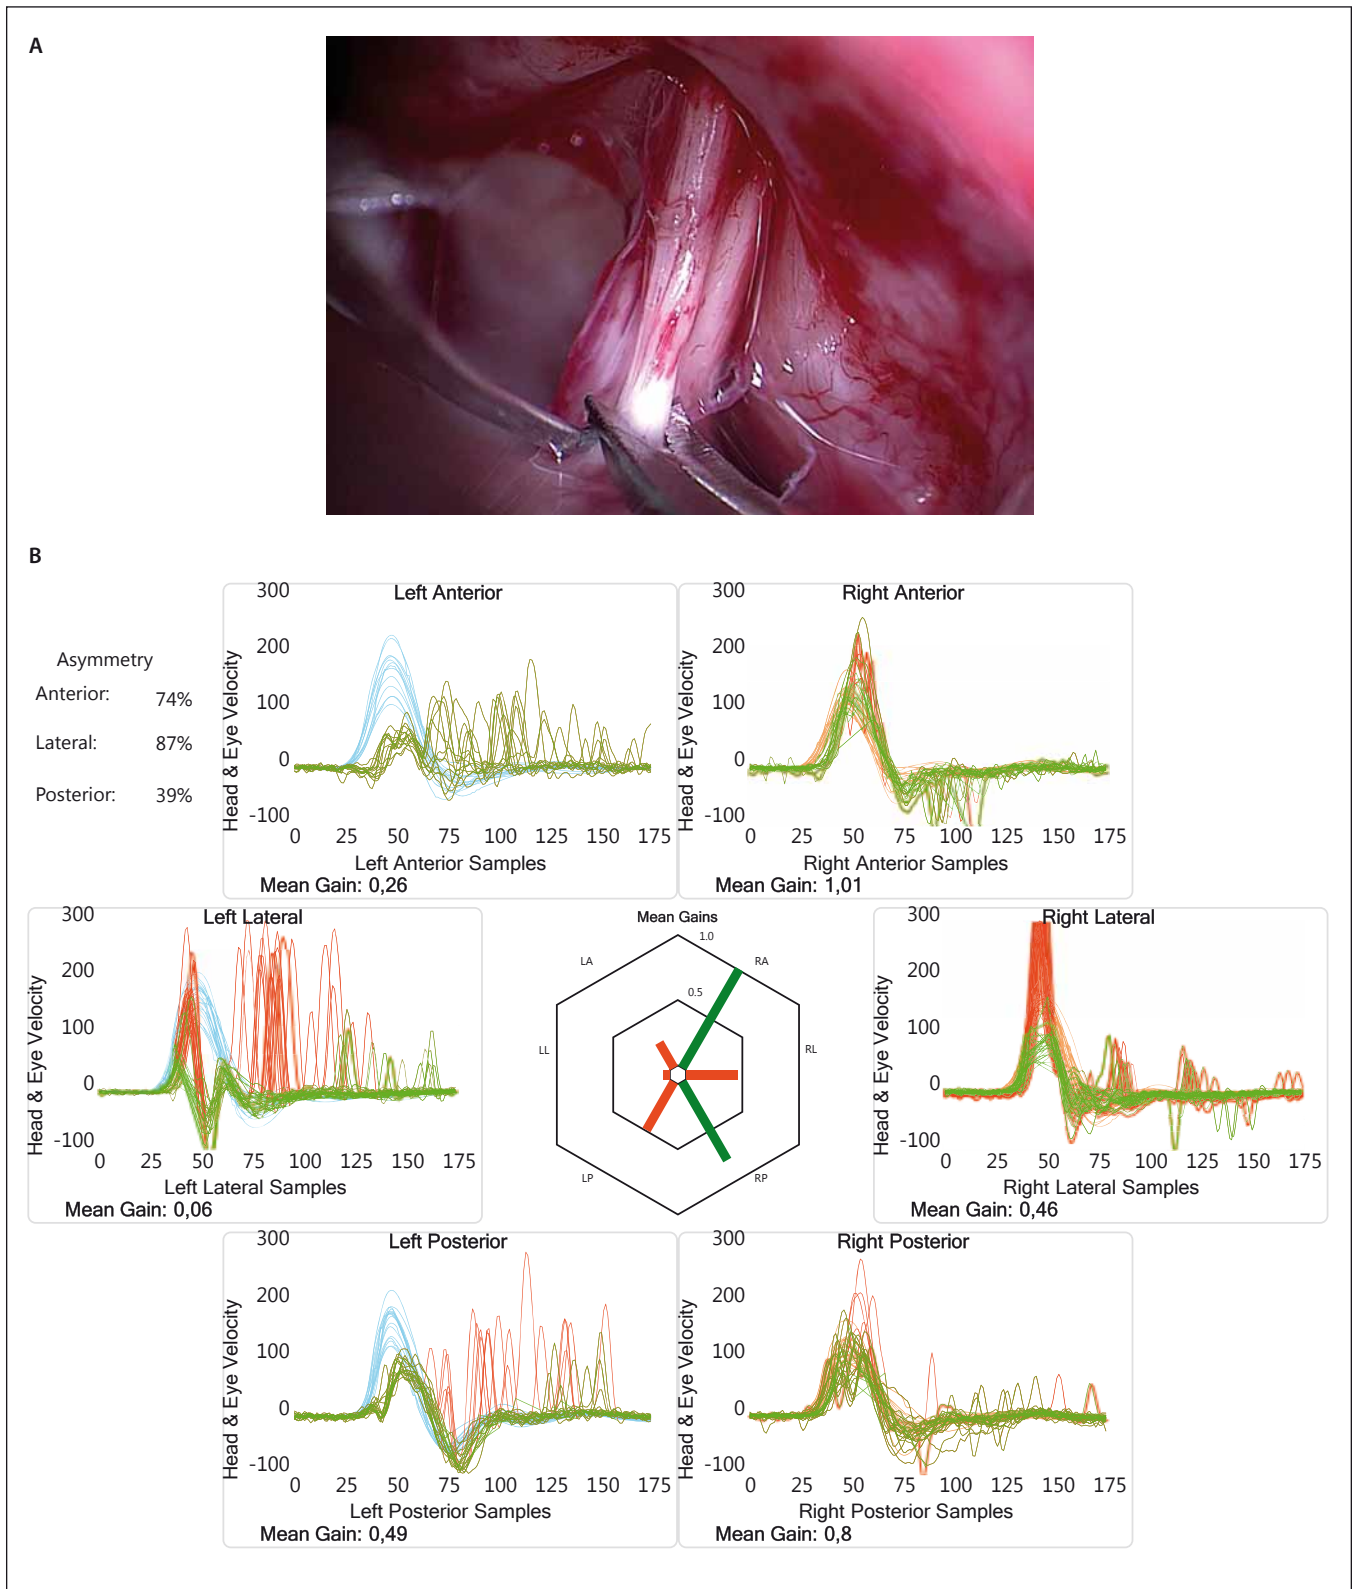 A
B
Asymmetry
Anterior: 74%
Lateral: 87%
Posterior: 39%
Left Anterior
Head & Eye Velocity
300
200
100
0
-100
0 25 50 75 100 125 150 175
Left Anterior Samples
Mean Gain: 0,26
Right Anterior
Head & Eye Velocity
300
200
100
0
-100
0 25 50 75 100 125 150 175
Right Anterior Samples
Mean Gain: 1,01
Left Lateral
Head & Eye Velocity
300
200
100
0
-100
0 25 50 75 100 125 150 175
Left Lateral Samples
Mean Gain: 0,06
Mean Gains
1.0
LA
RA
0.5
LL
RL
LP
RP
Right Lateral
Head & Eye Velocity
300
200
100
0
-100
0 25 50 75 100 125 150 175
Right Lateral Samples
Mean Gain: 0,46
Left Posterior
Head & Eye Velocity
300
200
100
0
-100
0 25 50 75 100 125 150 175
Left Posterior Samples
Mean Gain: 0,49
Right Posterior
Head & Eye Velocity
300
200
100
0
-100
0 25 50 75 100 125 150 175
Right Posterior Samples
Mean Gain: 0,8